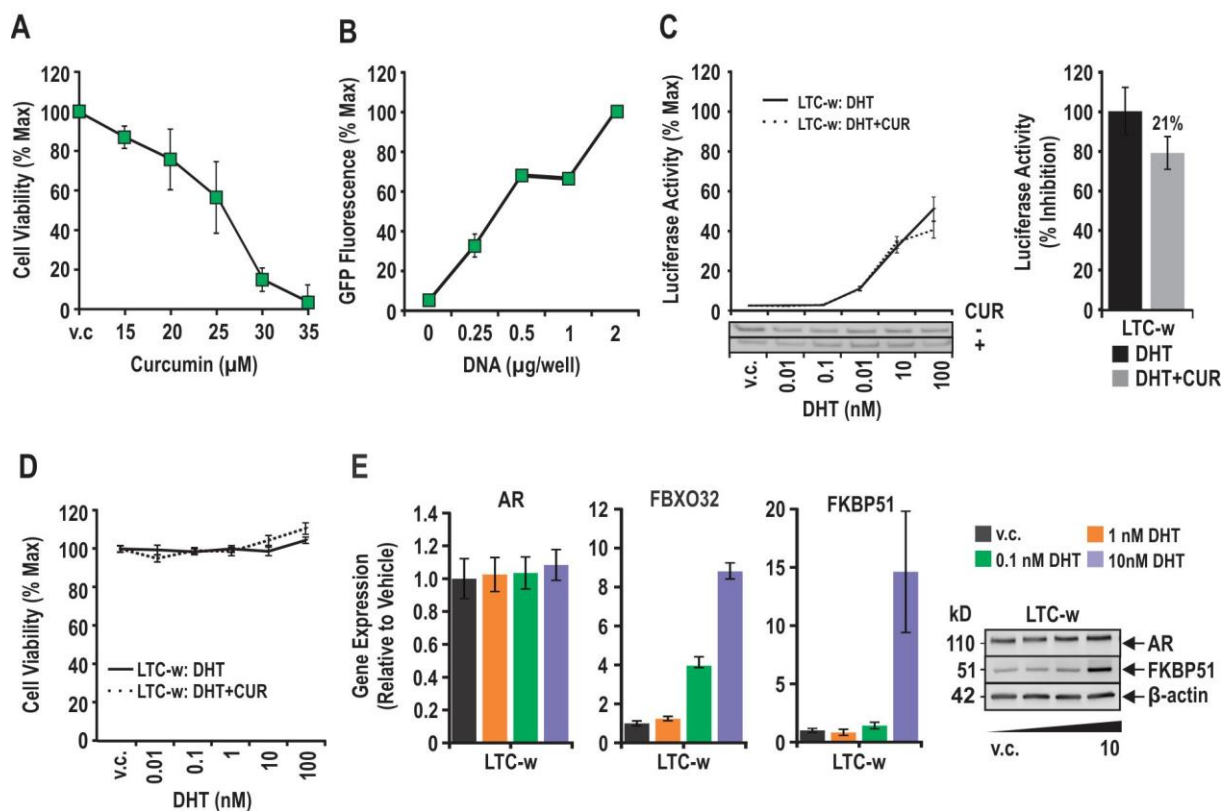 A
Cell Viability (% Max)
120
100
80
60
40
20
0
v.c 15 20 25 30 35
Curcumin (µM)
B
GFP Fluorescence (% Max)
120
100
80
60
40
20
0
0 0.25 0.5 1 2
DNA (µg/well)
C
Luciferase Activity (% Max)
120
100
80
60
40
20
0
LTC-w: DHT
LTC-w: DHT+CUR
CUR
-
+
v.c. 0.01 0.1 0.01 10 100
DHT (nM)
Luciferase Activity
(% Inhibition)
120
100
80
60
40
20
0
21%
LTC-w
DHT
DHT+CUR
D
Cell Viability (% Max)
120
100
80
60
40
20
0
LTC-w: DHT
LTC-w: DHT+CUR
v.c. 0.01 0.1 1 10 100
DHT (nM)
E
Gene Expression
(Relative to Vehicle)
AR
1.4
1.2
1.0
0.8
0.6
0.4
0.2
0
LTC-w
FBXO32
12
10
8
6
4
2
0
LTC-w
FKBP51
20
15
10
5
0
LTC-w
v.c.
1 nM DHT
0.1 nM DHT
10nM DHT
kD LTC-w
110 AR
51 FKBP51
42 β-actin
v.c. 10